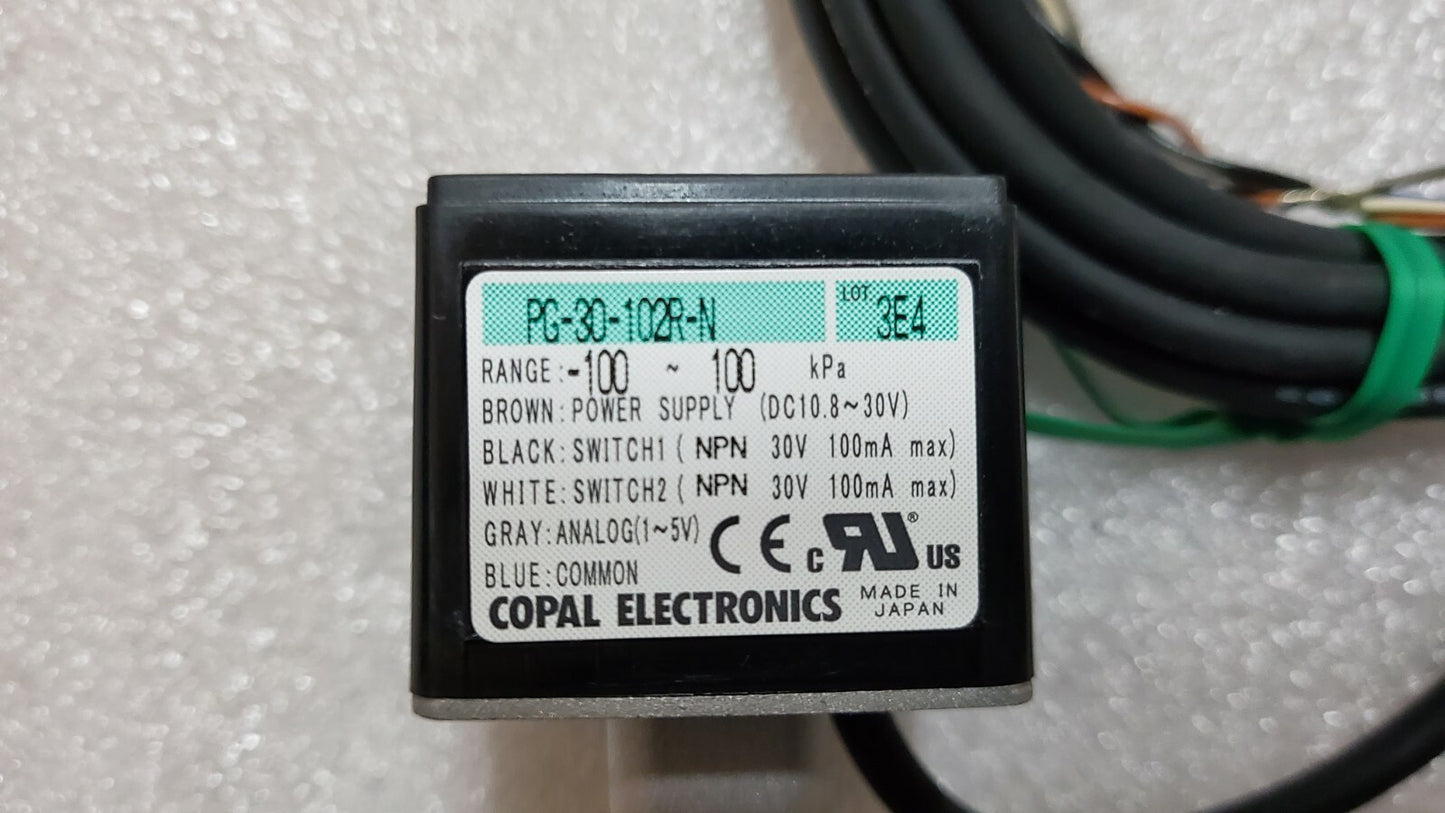 PG-30-102R-N LOT 3E4
RANGE:-100 ~ 100 kPa
BROWN:POWER SUPPLY (DC10.8~30V)
BLACK:SWITCH1( NPN 30V 100mA max)
WHITE:SWITCH2( NPN 30V 100mA max)
GRAY:ANALOG(1~5V)
CE c RU ® US
BLUE:COMMON
COPAL ELECTRONICS
MADE IN
JAPAN